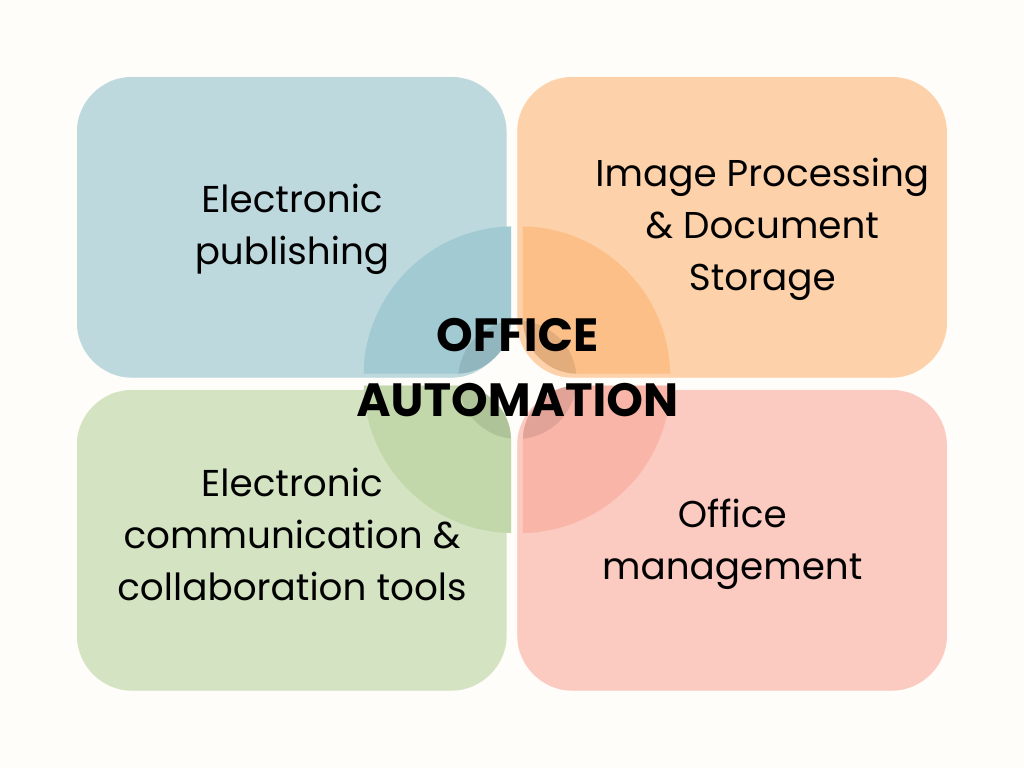 Electronic
publishing
Image Processing
& Document
Storage
OFFICE
AUTOMATION
Electronic
communication &
collaboration tools
Office
management